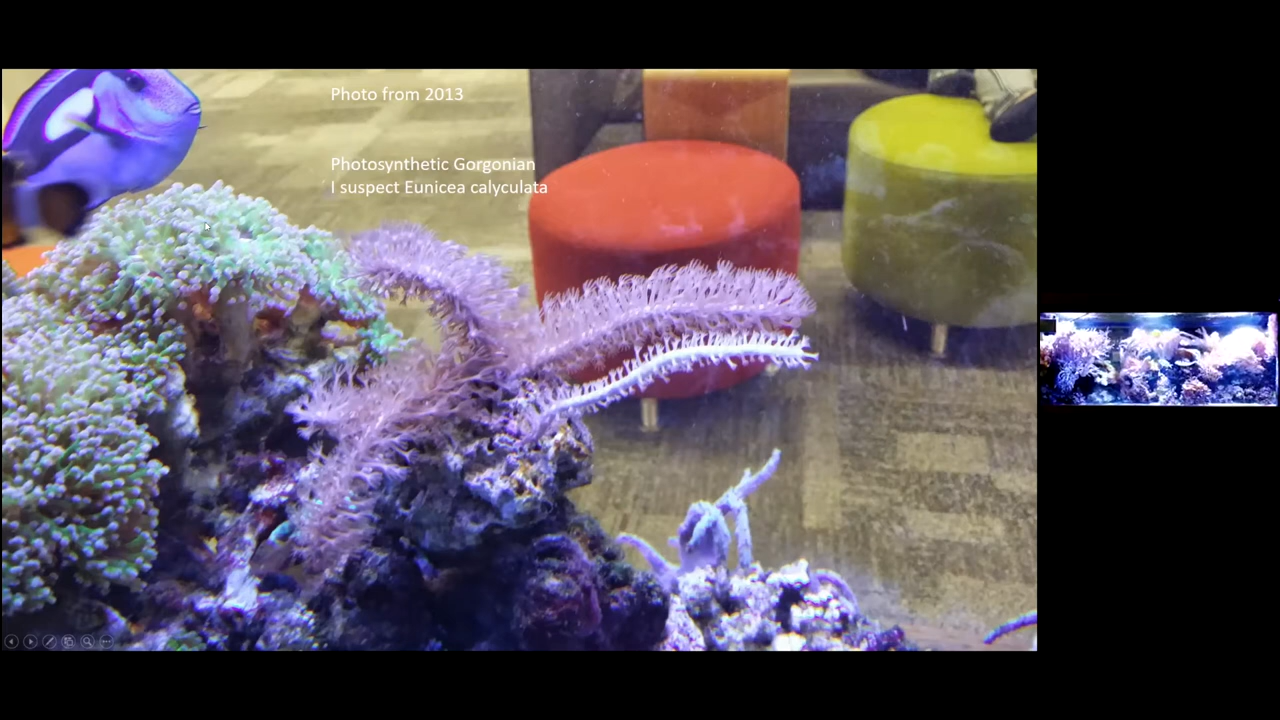 Photo from 2013
Photosynthetic Gorgonian
I suspect Eunicea calyculata